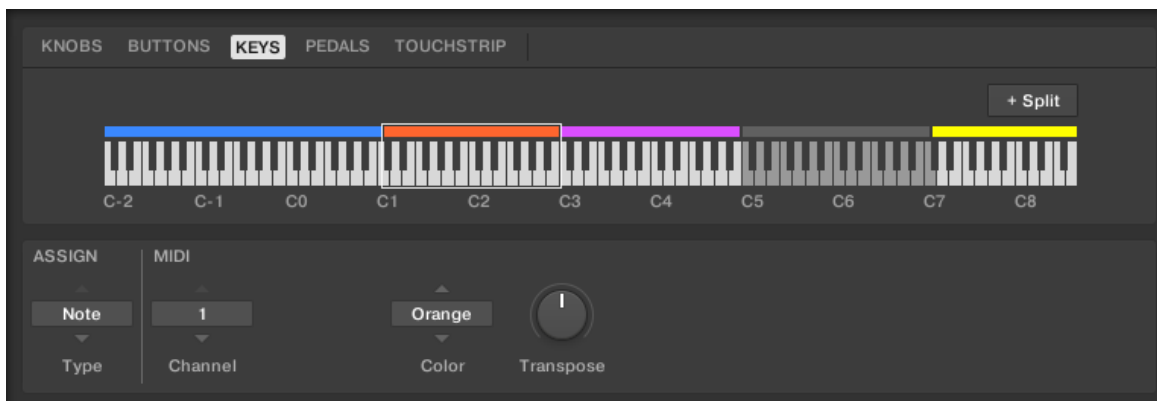 KNOBS BUTTONS KEYS PEDALS TOUCHSTRIP
+ Split
C-2 C-1 C0 C1 C2 C3 C4 C5 C6 C7 C8
ASSIGN MIDI
Note 1 Orange
Type Channel Color Transpose